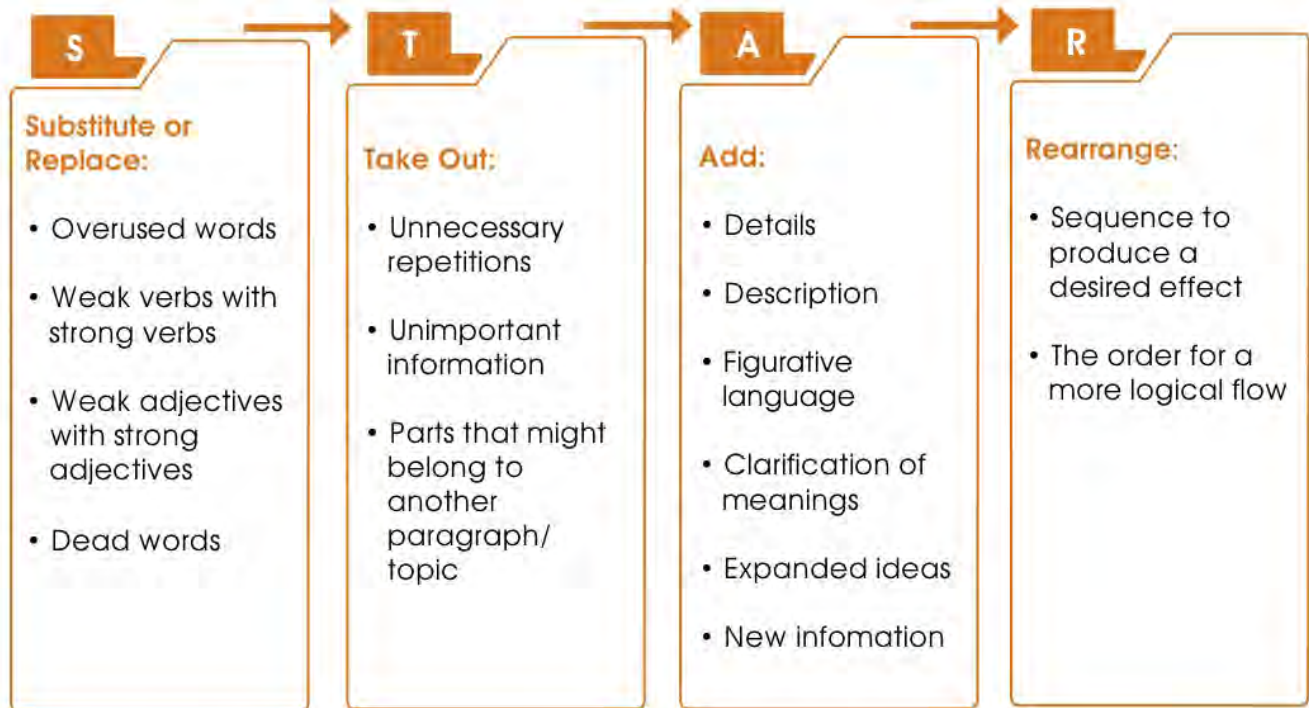 S
Substitute or
Replace:
• Overused words
• Weak verbs with
strong verbs
• Weak adjectives
with strong
adjectives
• Dead words
T
Take Out:
• Unnecessary
repetitions
• Unimportant
information
• Parts that might
belong to
another
paragraph/
topic
A
Add:
• Details
• Description
• Figurative
language
• Clarification of
meanings
• Expanded ideas
• New infomation
R
Rearrange:
• Sequence to
produce a
desired effect
• The order for a
more logical flow